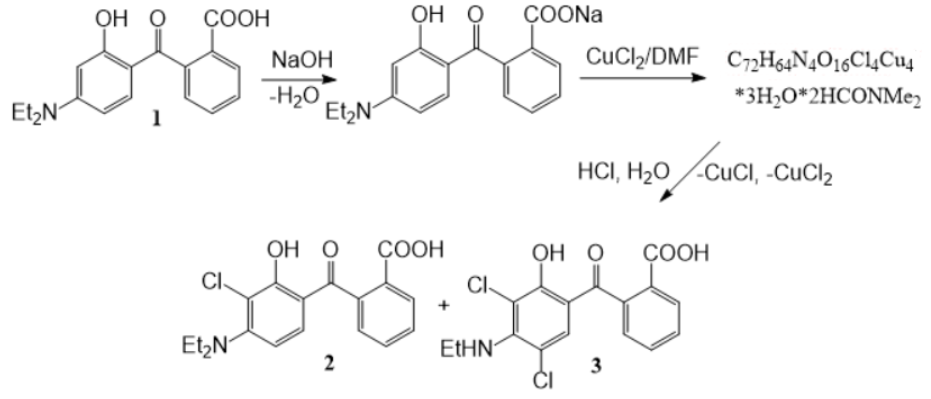 OH O COOH
Et₂N
1
NaOH
-H₂O
OH O COONa
Et₂N
CuCl₂/DMF
C₇₂H₆₄N₄O₁₆Cl₄Cu₄
*3H₂O*2HCONMe₂
HCl, H₂O
-CuCl, -CuCl₂
OH O COOH
Cl
Et₂N
2
+
OH O COOH
Cl
EtHN
Cl
3